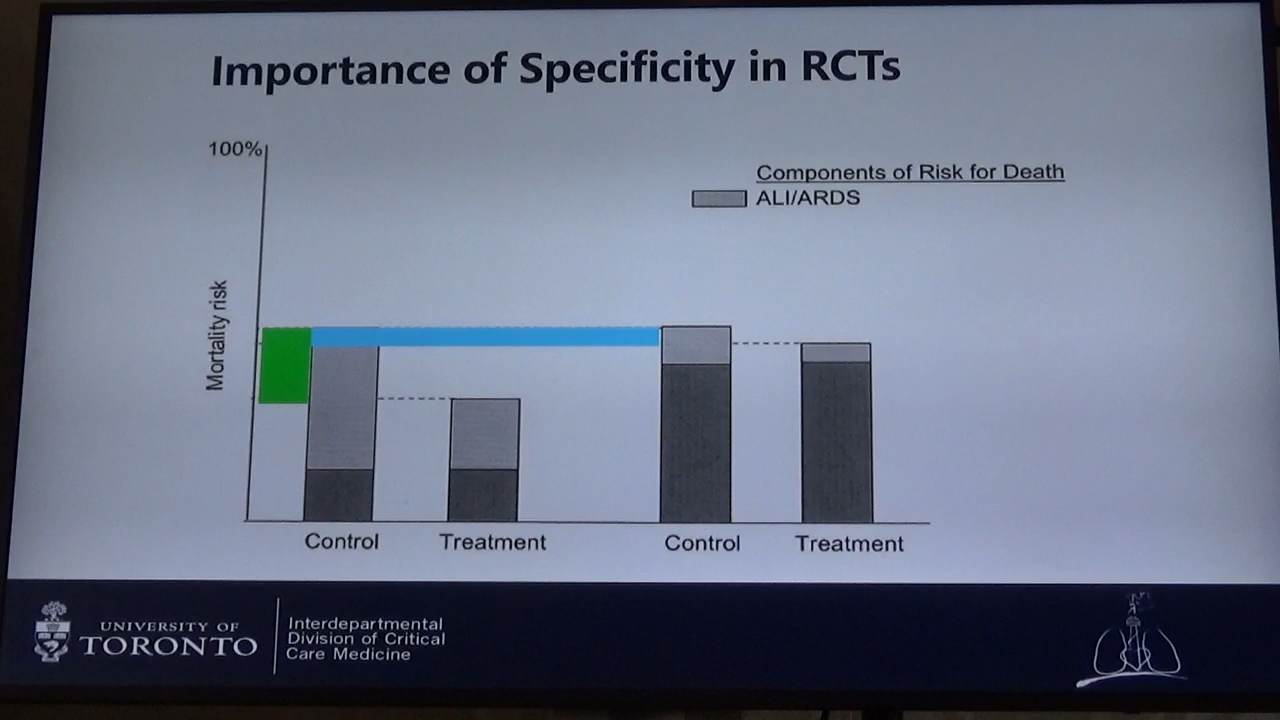 Importance of Specificity in RCTs
100%
Components of Risk for Death
ALI/ARDS
Mortality risk
Control
Treatment
Control
Treatment
UNIVERSITY OF
TORONTO
Interdepartmental
Division of Critical
Care Medicine